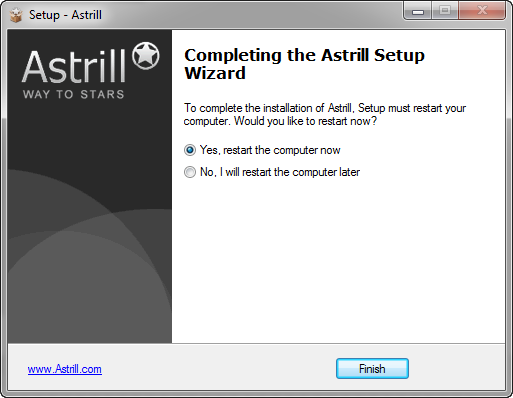 Setup - Astrill
Astrill
WAY TO STARS
Completing the Astrill Setup
Wizard
To complete the installation of Astrill, Setup must restart your
computer. Would you like to restart now?
Yes, restart the computer now
No, I will restart the computer later
www.Astrill.com
Finish